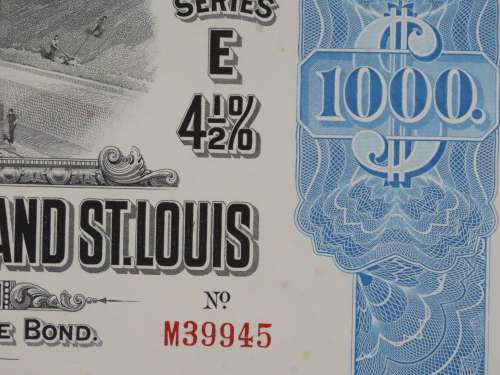 SERIES
E
4½%
$
1000.
AND ST. LOUIS
No
E BOND.
M39945